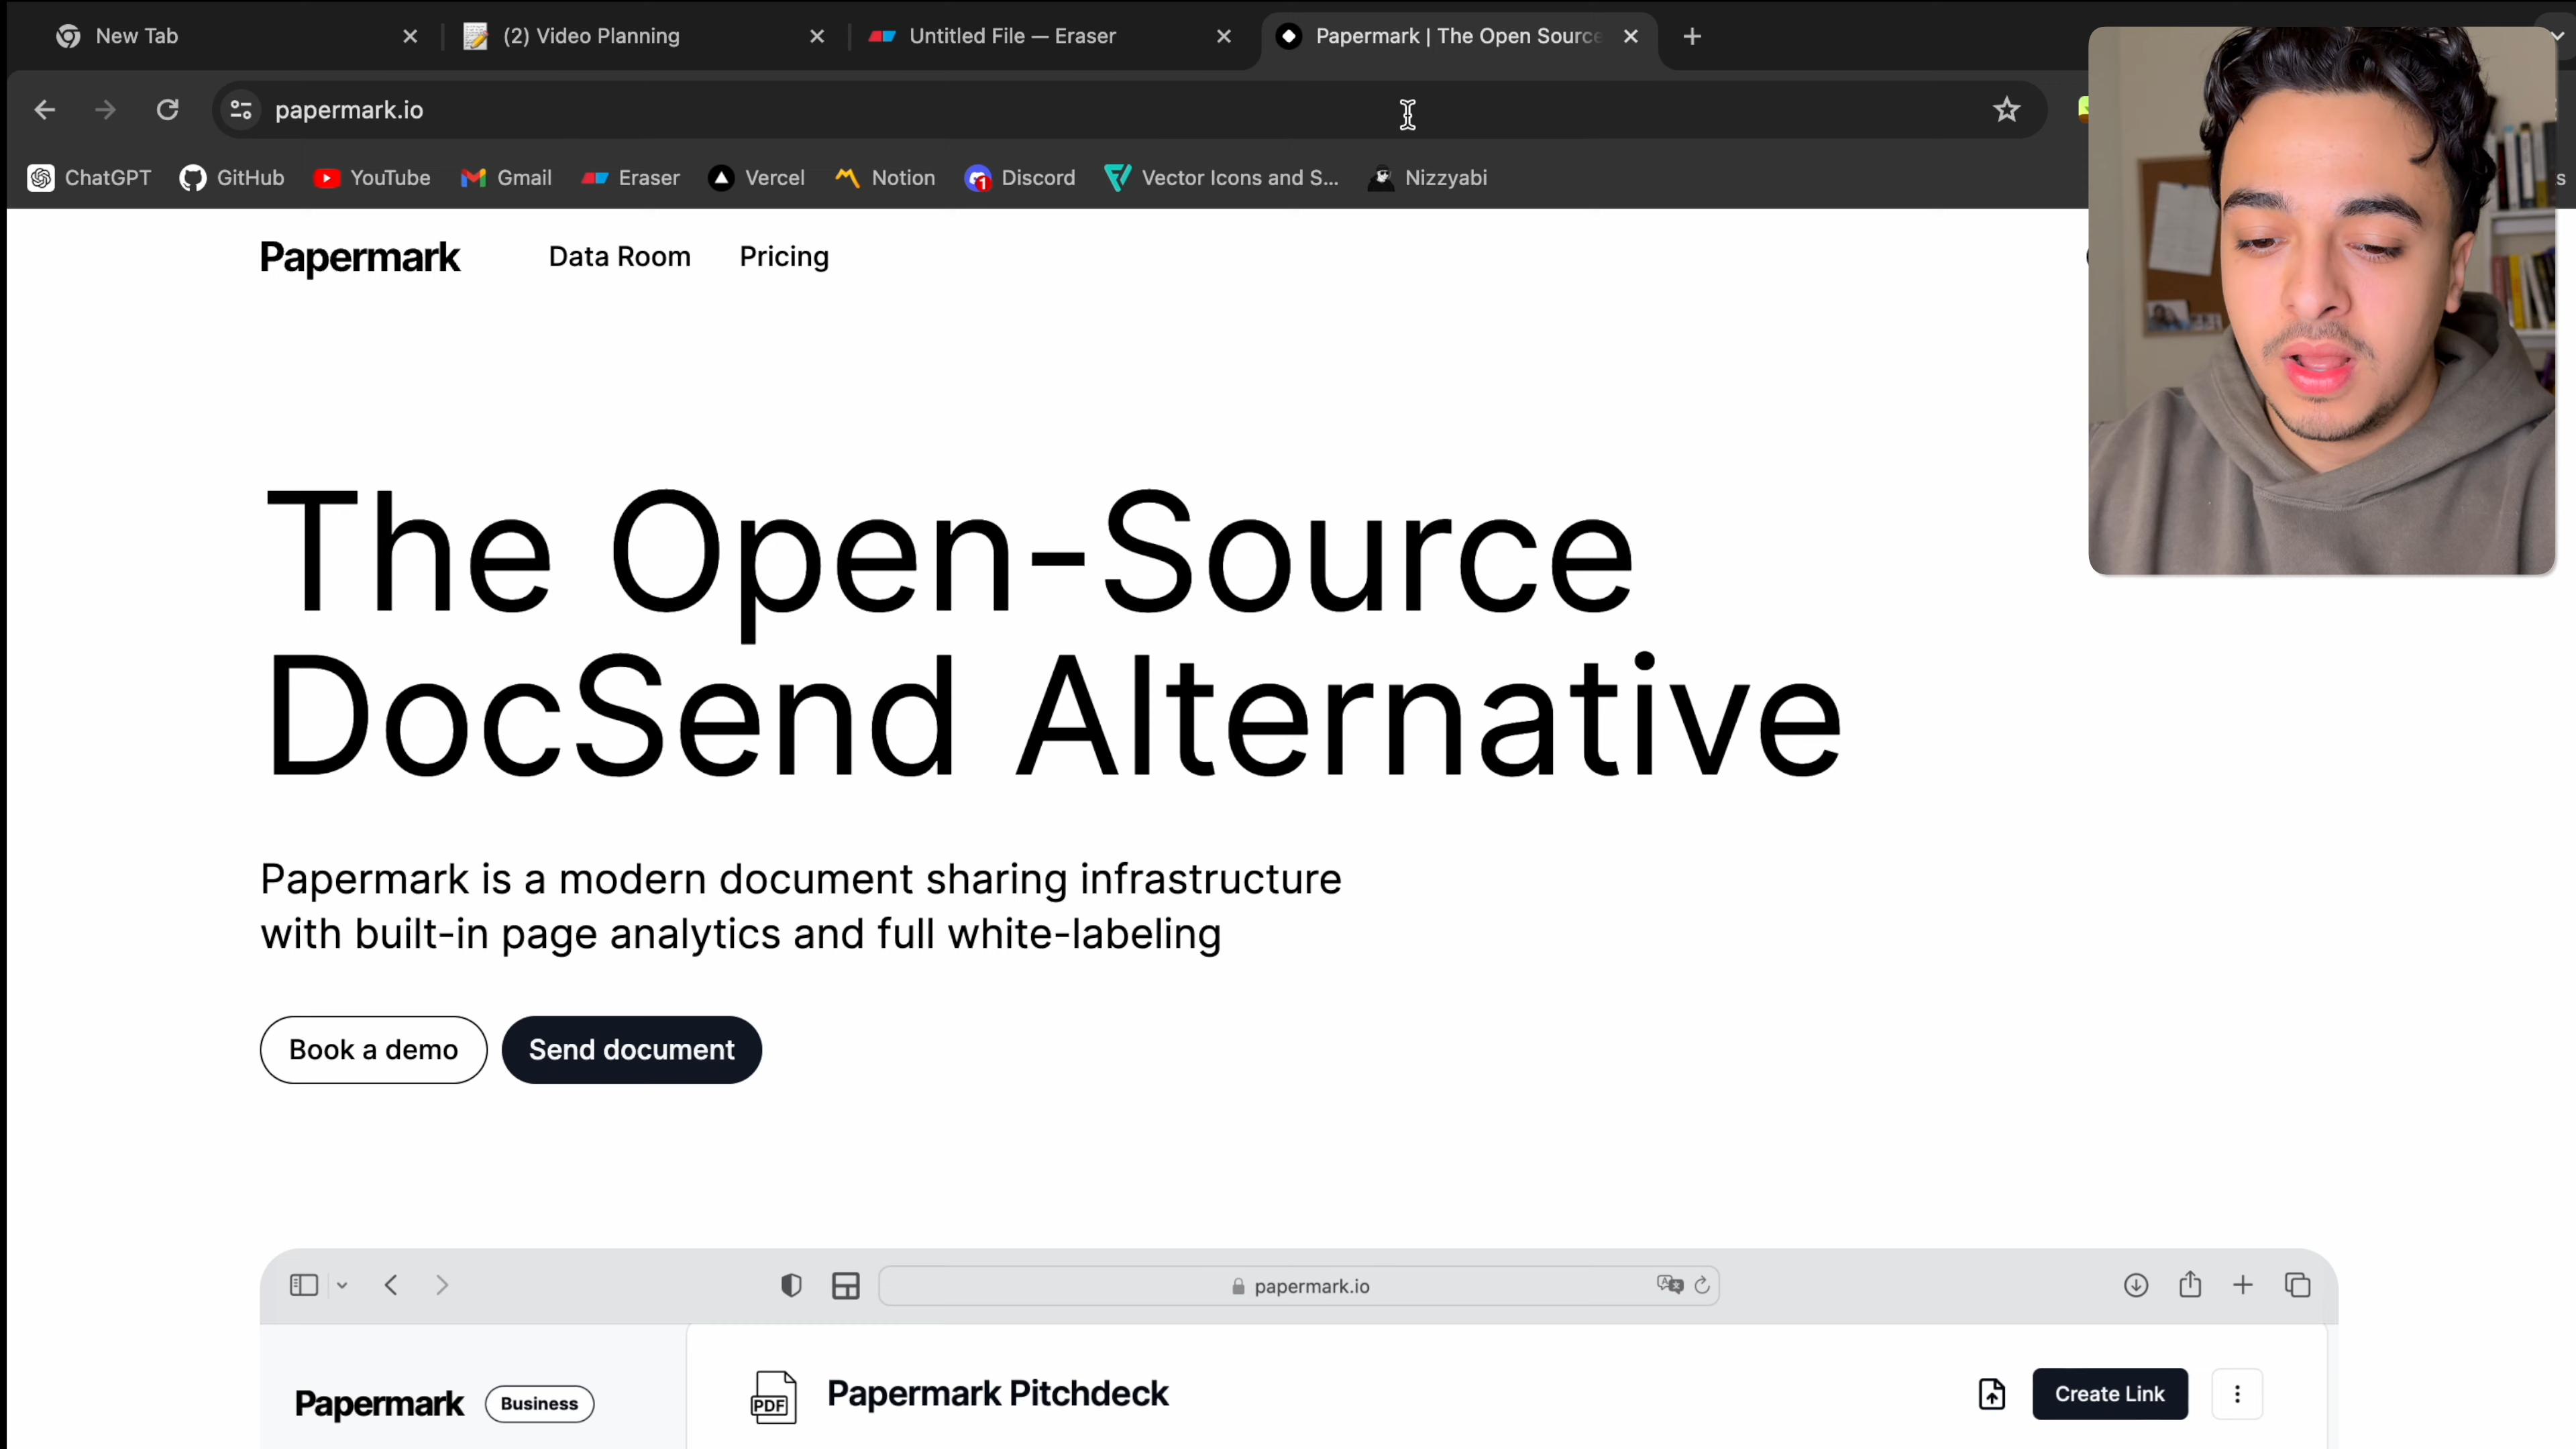 New Tab
(2) Video Planning
Untitled File — Eraser
Papermark | The Open Source
papermark.io
ChatGPT
GitHub
YouTube
Gmail
Eraser
Vercel
Notion
1
Discord
Vector Icons and S...
Nizzyabi
s
Papermark
Data Room
Pricing
The Open-Source
DocSend Alternative
Papermark is a modern document sharing infrastructure
with built-in page analytics and full white-labeling
Book a demo
Send document
papermark.io
Papermark
Business
PDF
Papermark Pitchdeck
Create Link